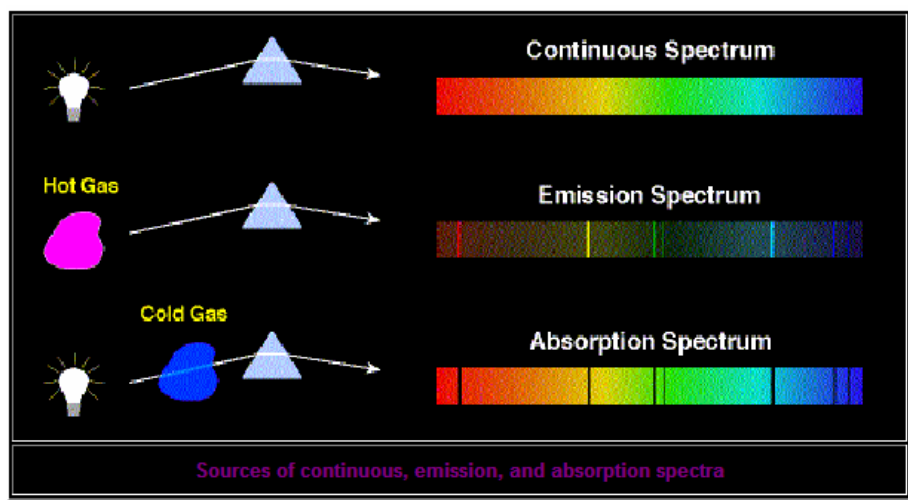 Continuous Spectrum
Hot Gas
Emission Spectrum
Cold Gas
Absorption Spectrum
Sources of continuous, emission, and absorption spectra